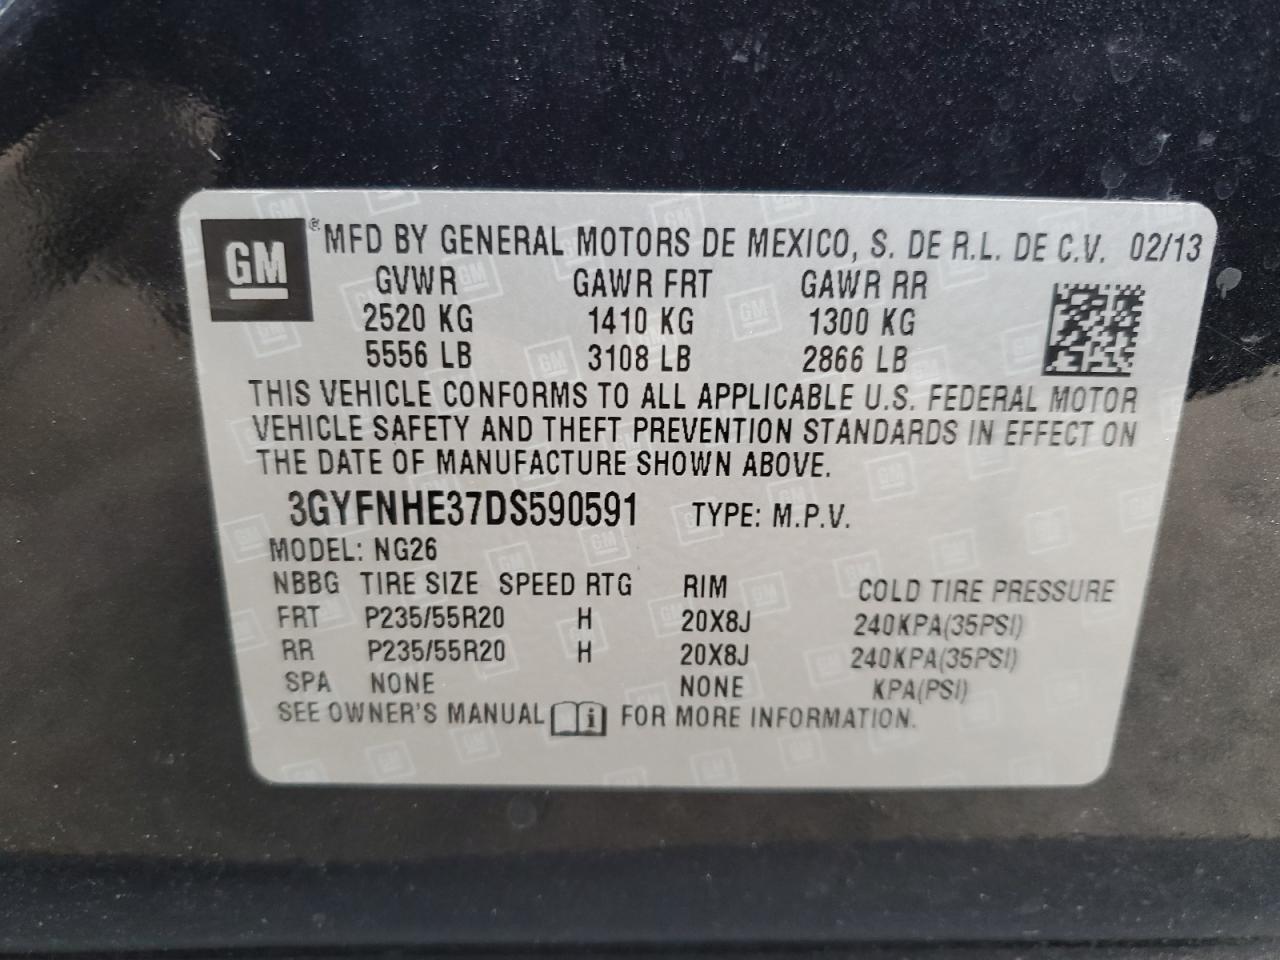 GM ® MFD BY GENERAL MOTORS DE MEXICO, S. DE R.L. DE C.V. 02/13
GVWR GAWR FRT GAWR RR
2520 KG 1410 KG 1300 KG
5556 LB 3108 LB 2866 LB
THIS VEHICLE CONFORMS TO ALL APPLICABLE U.S. FEDERAL MOTOR
VEHICLE SAFETY AND THEFT PREVENTION STANDARDS IN EFFECT ON
THE DATE OF MANUFACTURE SHOWN ABOVE.
3GYFNHE37DS590591 TYPE: M.P.V.
MODEL: NG26
NBBG TIRE SIZE SPEED RTG RIM COLD TIRE PRESSURE
FRT P235/55R20 H 20X8J 240KPA(35PSI)
RR P235/55R20 H 20X8J 240KPA(35PSI)
SPA NONE NONE KPA(PSI)
SEE OWNER'S MANUAL i FOR MORE INFORMATION.